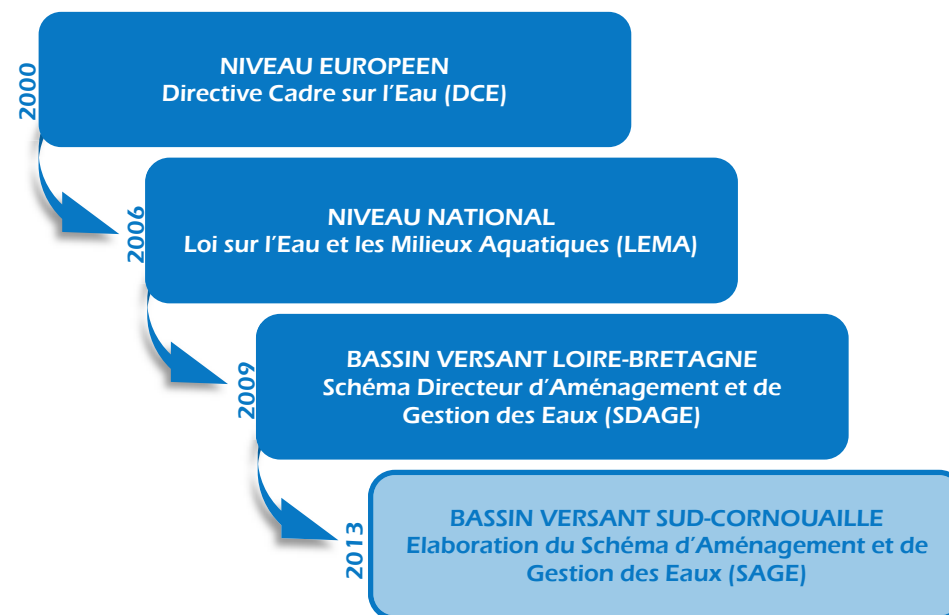 2000
NIVEAU EUROPEEN
Directive Cadre sur l'Eau (DCE)
2006
NIVEAU NATIONAL
Loi sur l'Eau et les Milieux Aquatiques (LEMA)
2009
BASSIN VERSANT LOIRE-BRETAGNE
Schéma Directeur d'Aménagement et de
Gestion des Eaux (SDAGE)
2013
BASSIN VERSANT SUD-CORNOUAILLE
Elaboration du Schéma d'Aménagement et de
Gestion des Eaux (SAGE)